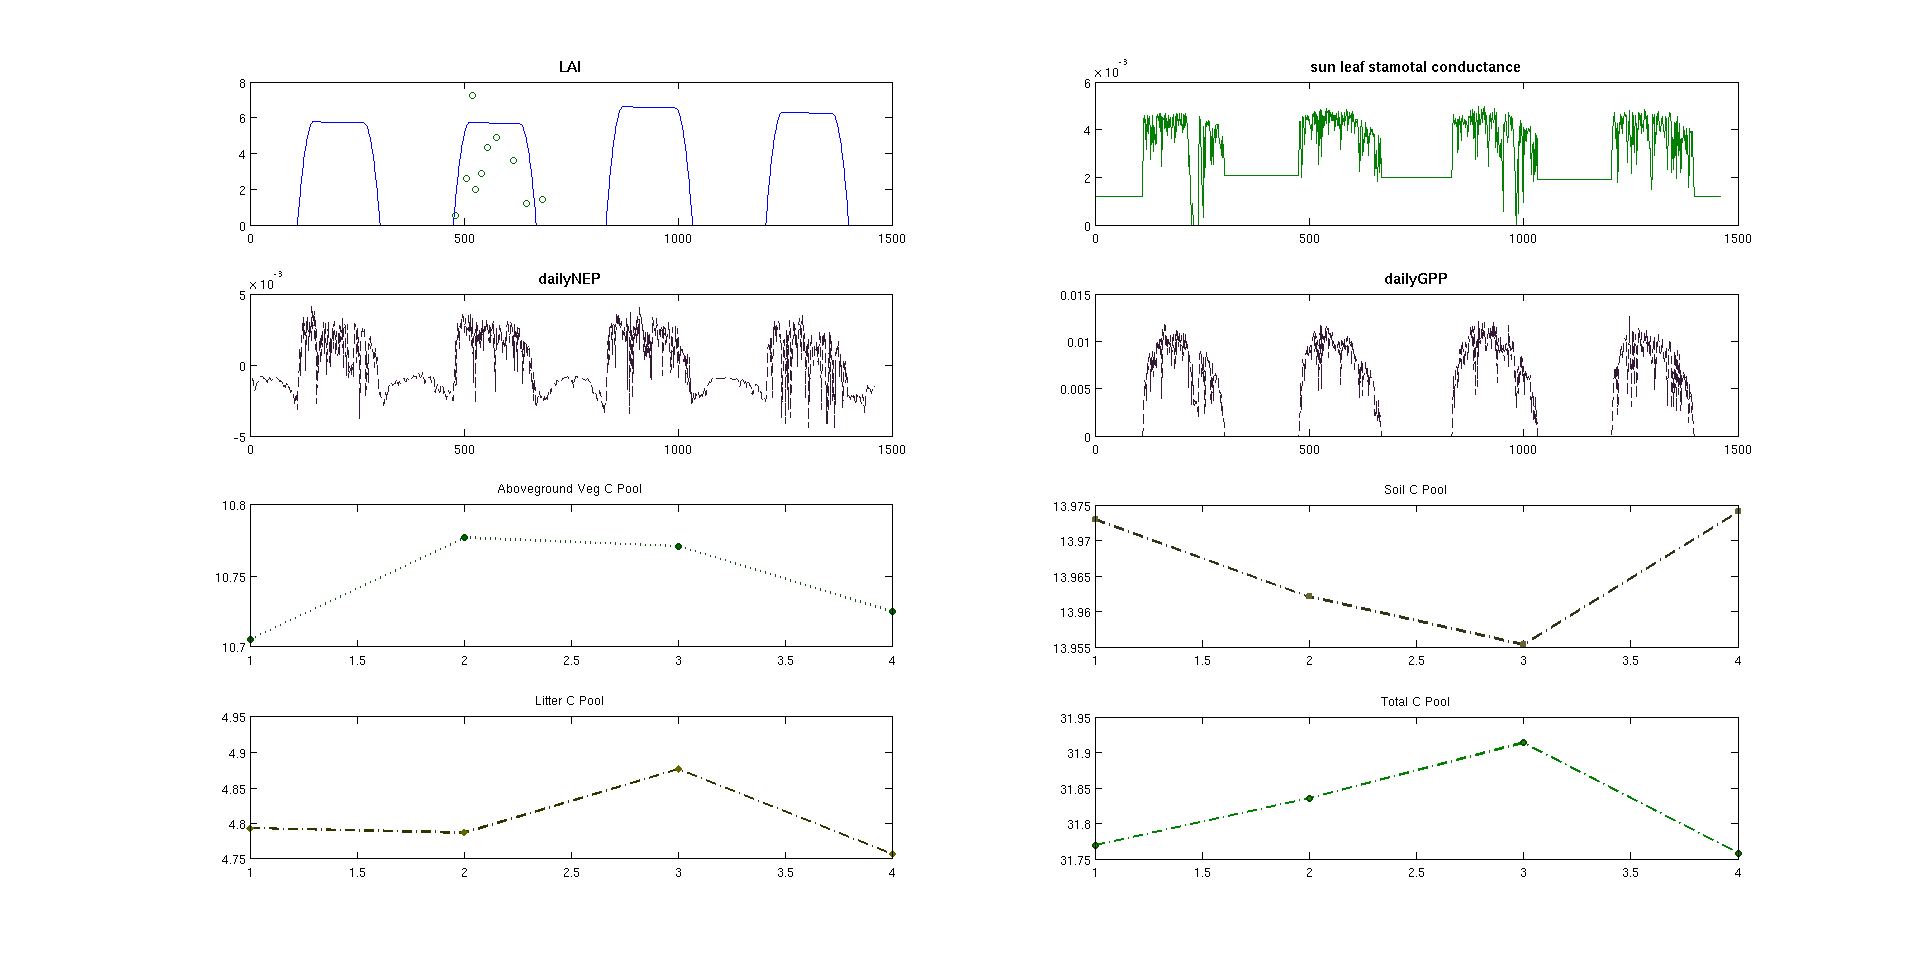 LAI
8
6
4
2
0
0 500 1000 1500
sun leaf stamotal conductance
× 10⁻³
6
4
2
0
0 500 1000 1500
dailyNEP
× 10⁻³
5
0
-5
0 500 1000 1500
dailyGPP
0.015
0.01
0.005
0
0 500 1000 1500
Aboveground Veg C Pool
10.8
10.75
10.7
1 1.5 2 2.5 3 3.5 4
Soil C Pool
13.975
13.97
13.965
13.96
13.955
1 1.5 2 2.5 3 3.5 4
Litter C Pool
4.95
4.9
4.85
4.8
4.75
1 1.5 2 2.5 3 3.5 4
Total C Pool
31.95
31.9
31.85
31.8
31.75
1 1.5 2 2.5 3 3.5 4